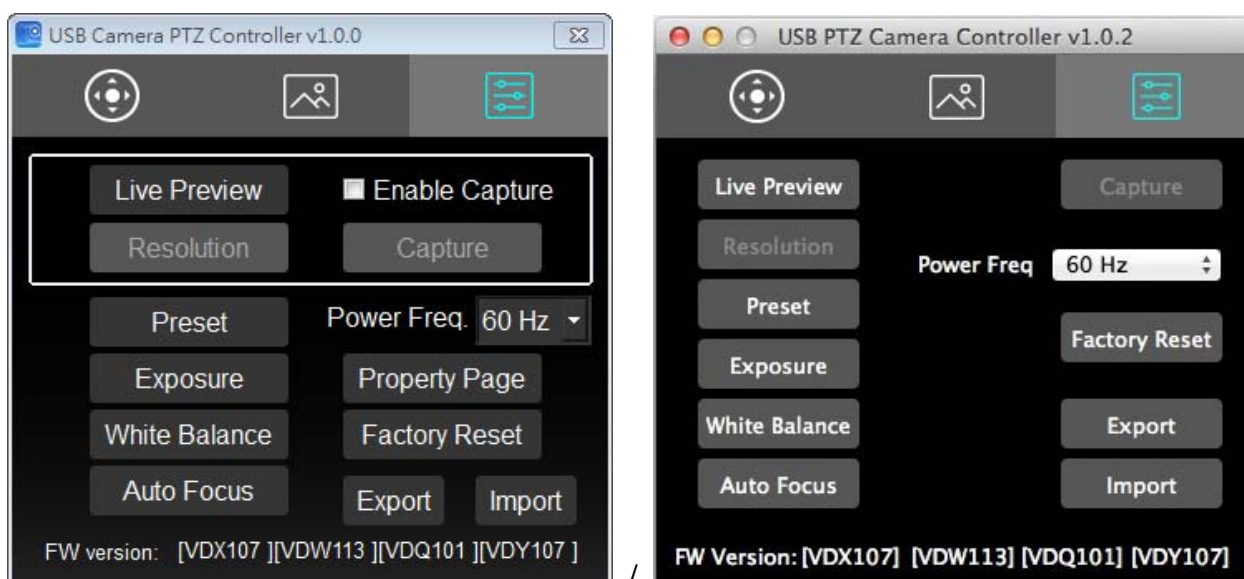 USB Camera PTZ Controller v1.0.0
Live Preview Enable Capture
Resolution Capture
Preset Power Freq. 60 Hz
Exposure Property Page
White Balance Factory Reset
Auto Focus Export Import
FW version: [VDX107 ][VDW113 ][VDQ101 ][VDY107 ]
/
USB PTZ Camera Controller v1.0.2
Live Preview Capture
Resolution
Power Freq 60 Hz
Preset
Factory Reset
Exposure
White Balance Export
Auto Focus Import
FW Version: [VDX107] [VDW113] [VDQ101] [VDY107]